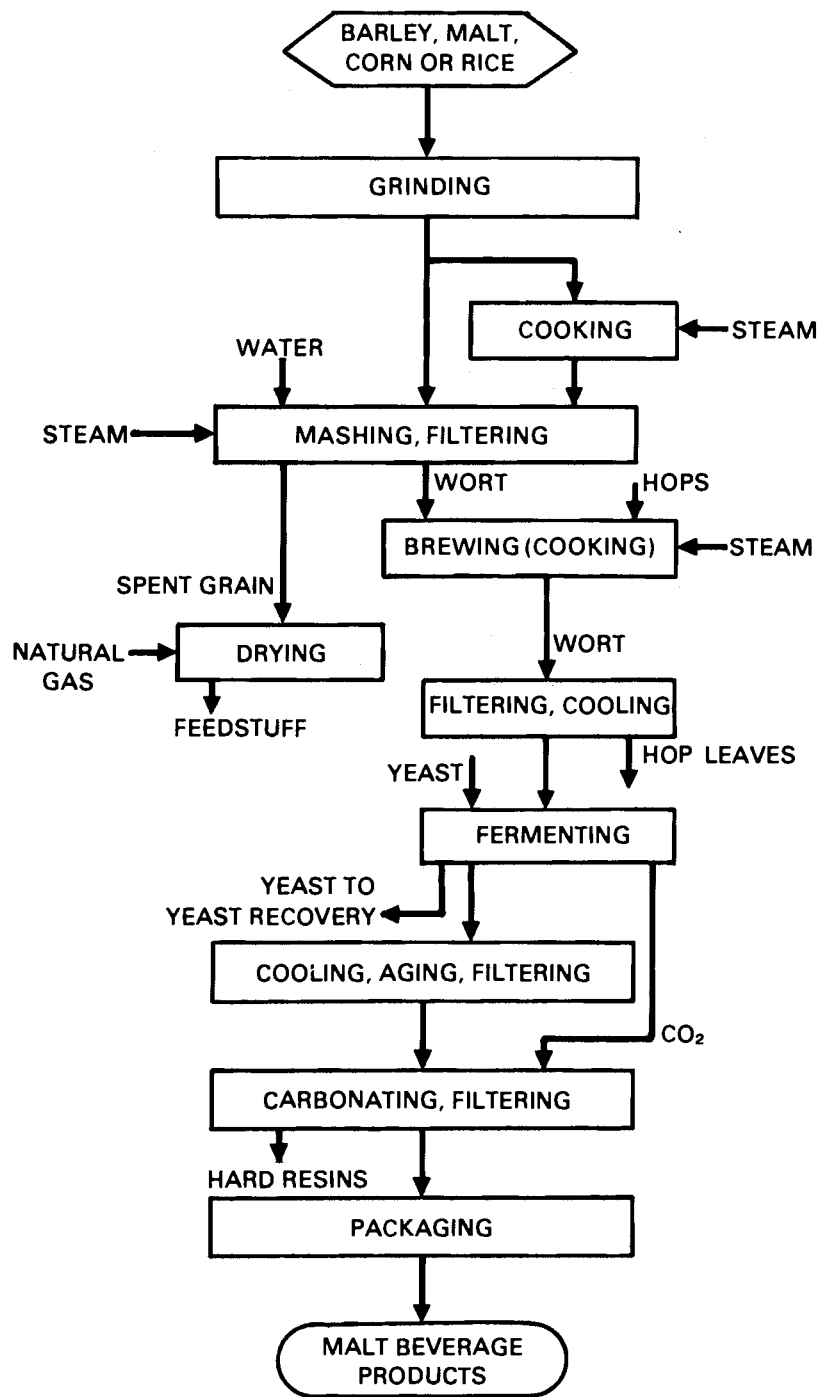 BARLEY, MALT,
CORN OR RICE
GRINDING
COOKING
STEAM
WATER
STEAM
MASHING, FILTERING
WORT
HOPS
BREWING (COOKING)
STEAM
SPENT GRAIN
NATURAL
GAS
DRYING
WORT
FEEDSTUFF
FILTERING, COOLING
YEAST
HOP LEAVES
FERMENTING
YEAST TO
YEAST RECOVERY
COOLING, AGING, FILTERING
CO₂
CARBONATING, FILTERING
HARD RESINS
PACKAGING
MALT BEVERAGE
PRODUCTS